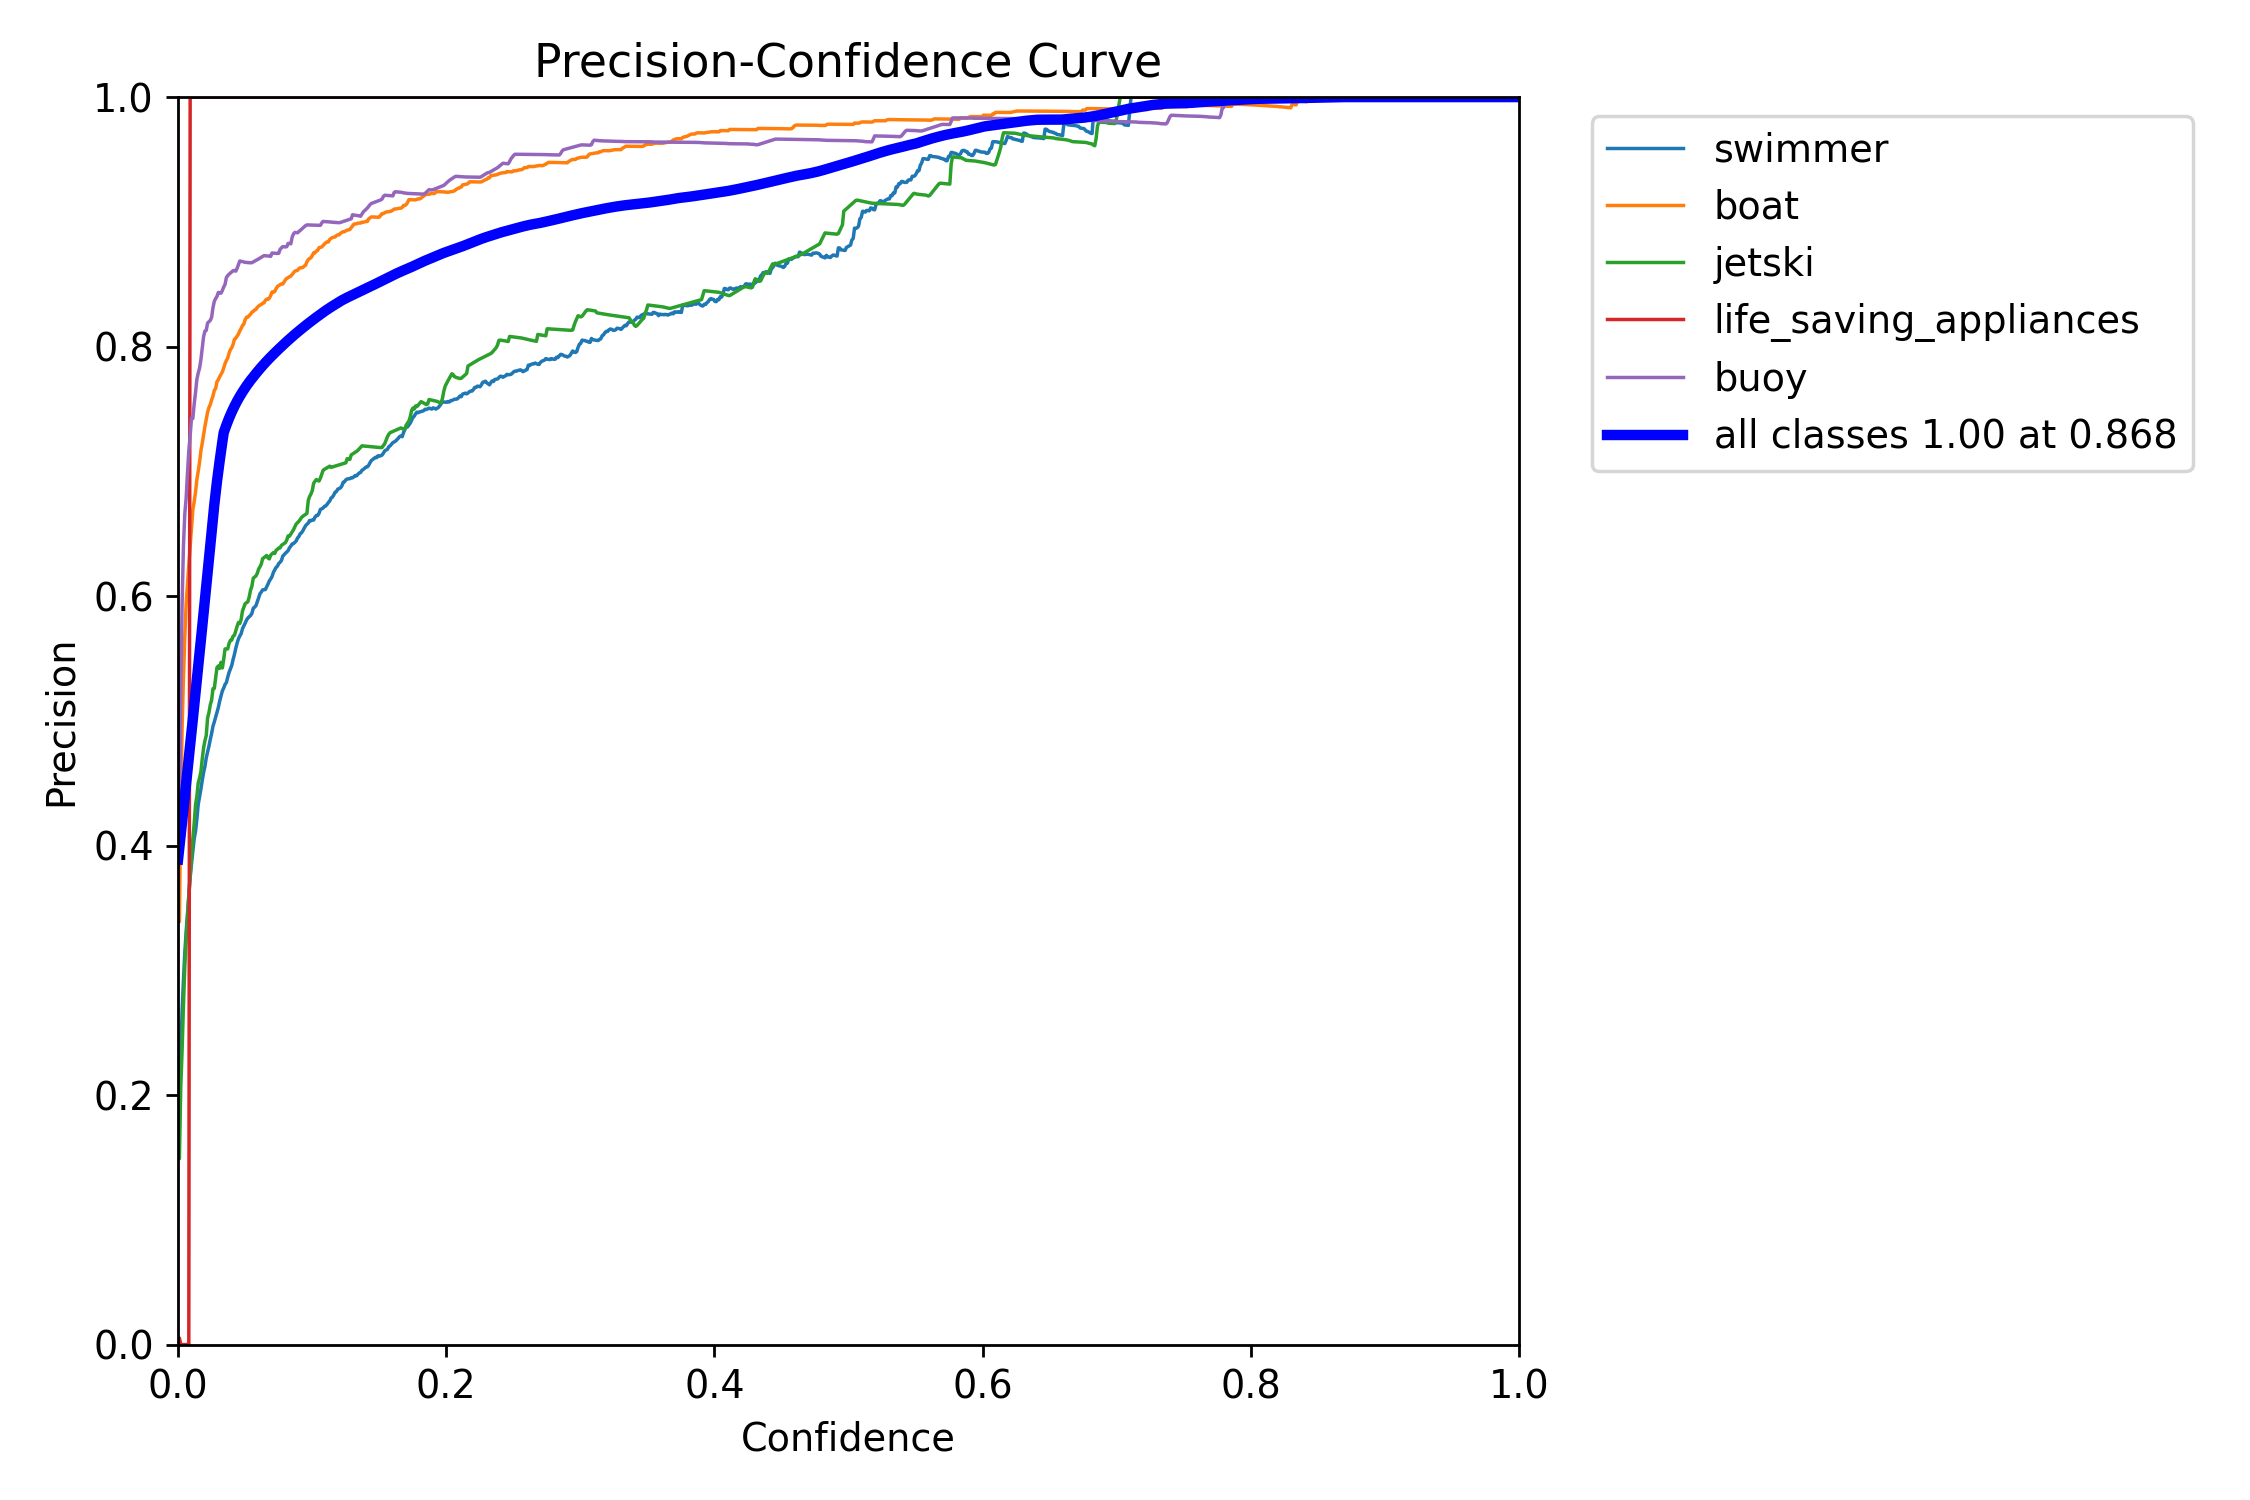 Precision-Confidence Curve
1.0
0.8
0.6
0.4
0.2
0.0
Precision
0.0 0.2 0.4 0.6 0.8 1.0
Confidence
swimmer
boat
jetski
life_saving_appliances
buoy
all classes 1.00 at 0.868